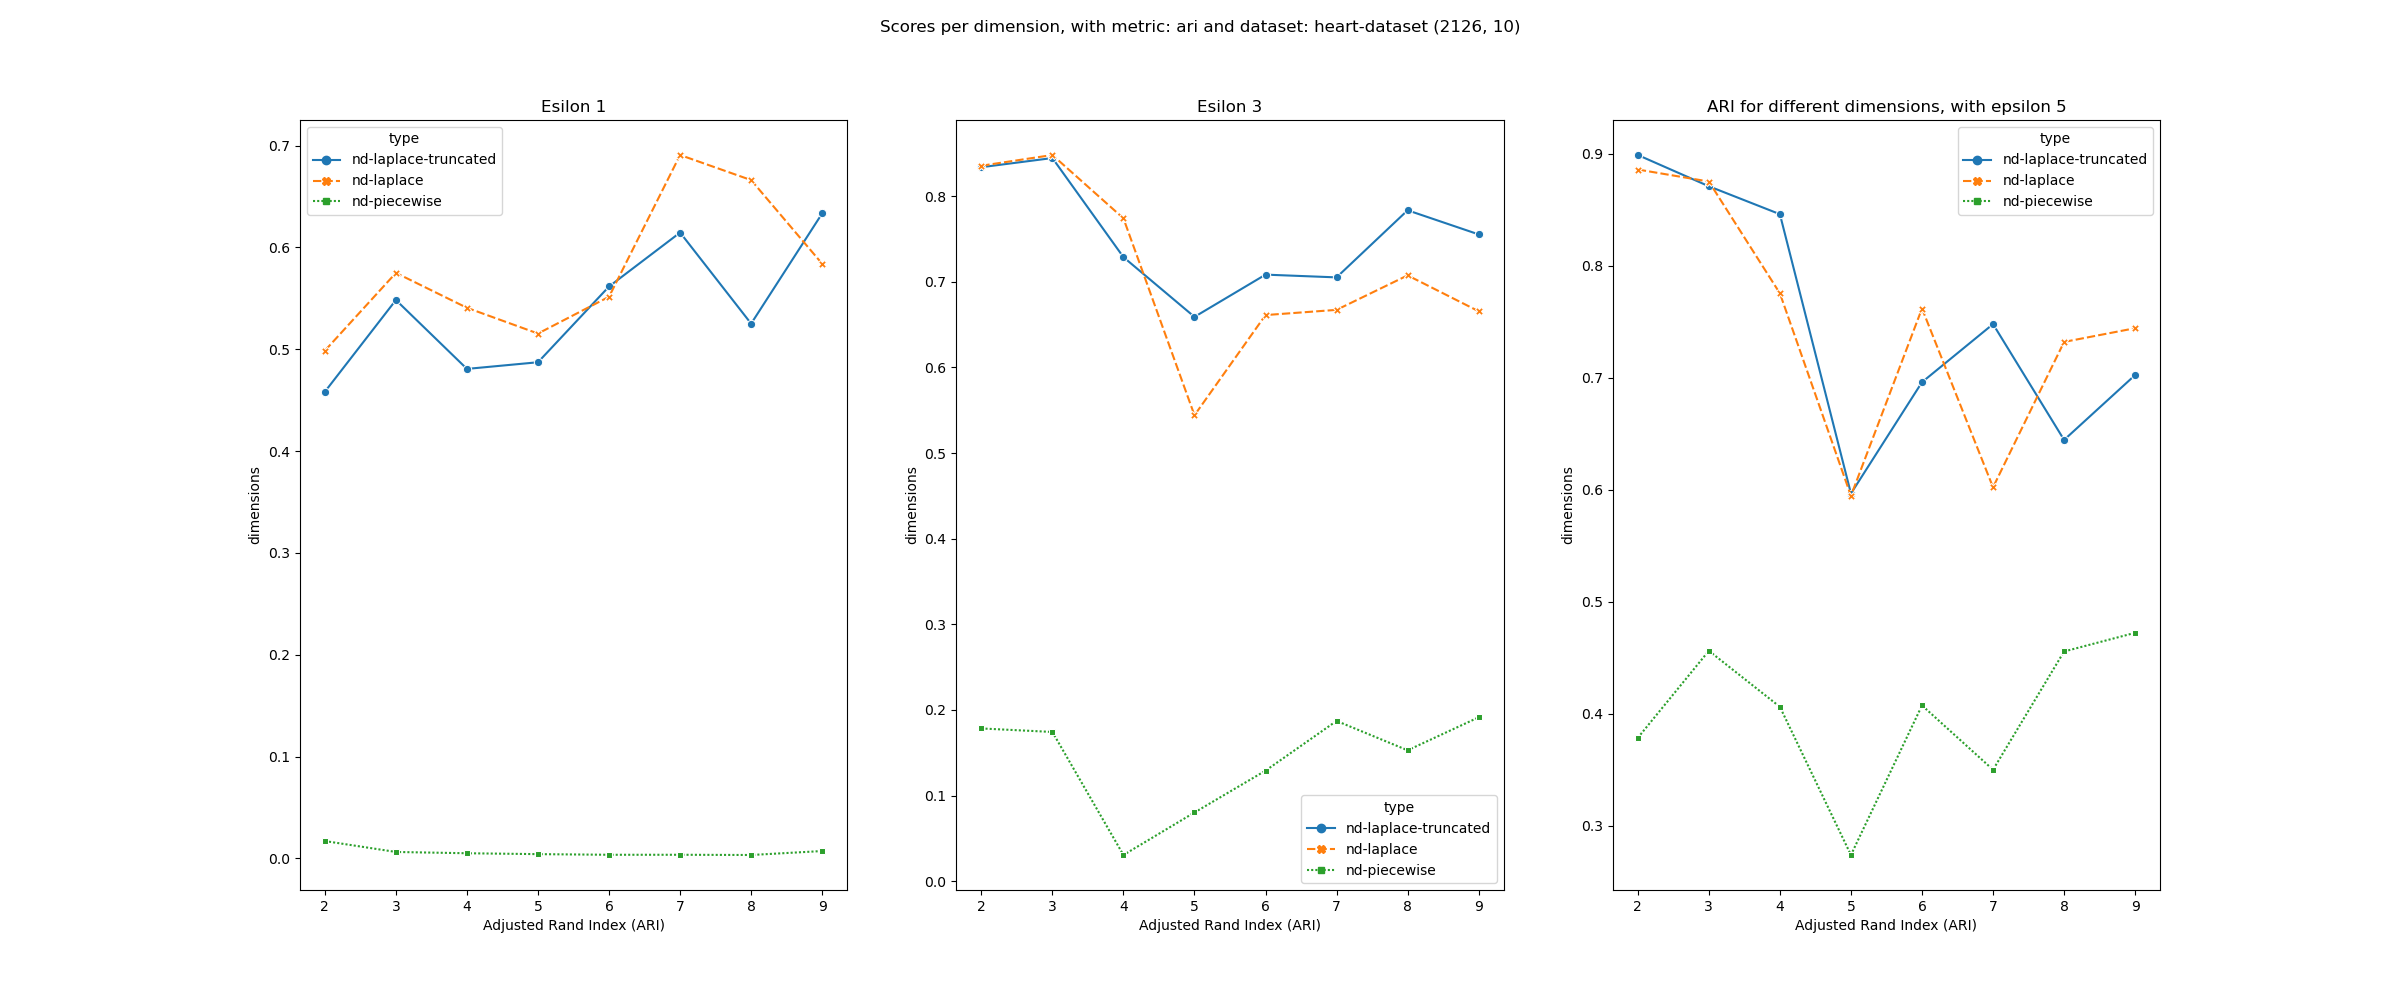 Scores per dimension, with metric: ari and dataset: heart-dataset (2126, 10)
Esilon 1
type
nd-laplace-truncated
nd-laplace
nd-piecewise
0.7
0.6
0.5
0.4
0.3
0.2
0.1
0.0
dimensions
2 3 4 5 6 7 8 9
Adjusted Rand Index (ARI)
Esilon 3
0.8
0.7
0.6
0.5
0.4
0.3
0.2
0.1
0.0
dimensions
type
nd-laplace-truncated
nd-laplace
nd-piecewise
2 3 4 5 6 7 8 9
Adjusted Rand Index (ARI)
ARI for different dimensions, with epsilon 5
type
nd-laplace-truncated
nd-laplace
nd-piecewise
0.9
0.8
0.7
0.6
0.5
0.4
0.3
dimensions
2 3 4 5 6 7 8 9
Adjusted Rand Index (ARI)